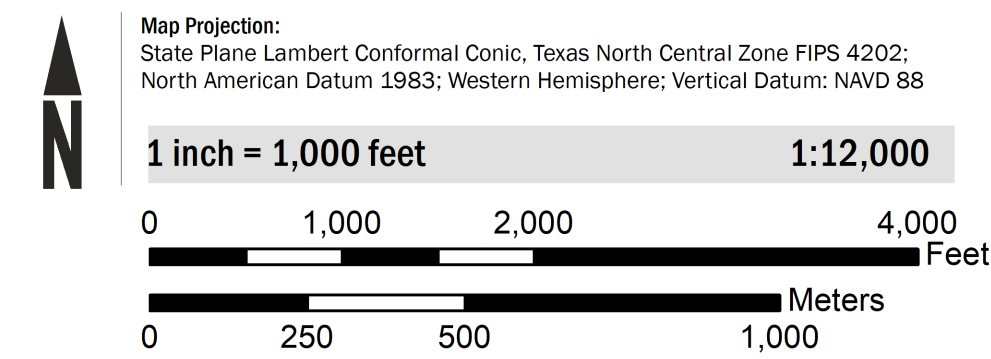 N
Map Projection:
State Plane Lambert Conformal Conic, Texas North Central Zone FIPS 4202;
North American Datum 1983; Western Hemisphere; Vertical Datum: NAVD 88
1 inch = 1,000 feet 1:12,000
0 1,000 2,000 4,000
Feet
Meters
0 250 500 1,000